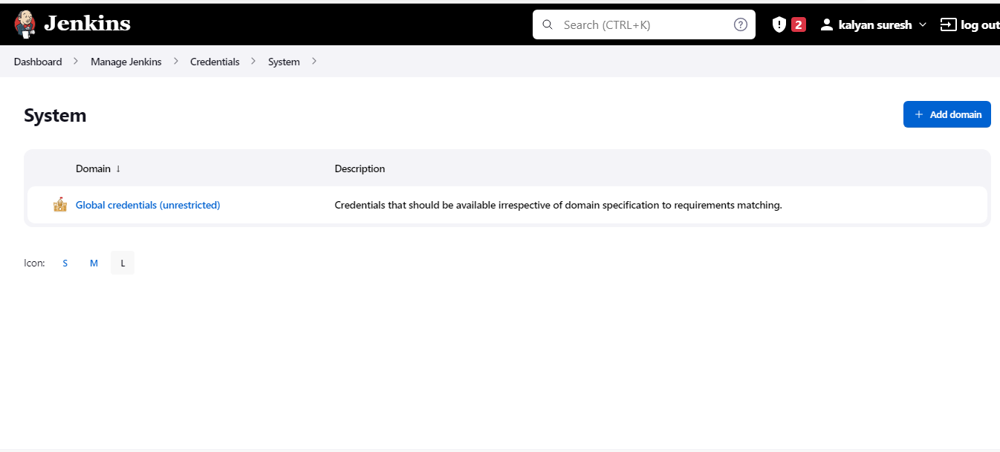 Jenkins
Search (CTRL+K)
2
kalyan suresh
log out
Dashboard > Manage Jenkins > Credentials > System >
System
+ Add domain
Domain ↓ Description
Global credentials (unrestricted) Credentials that should be available irrespective of domain specification to requirements matching.
Icon: S M L